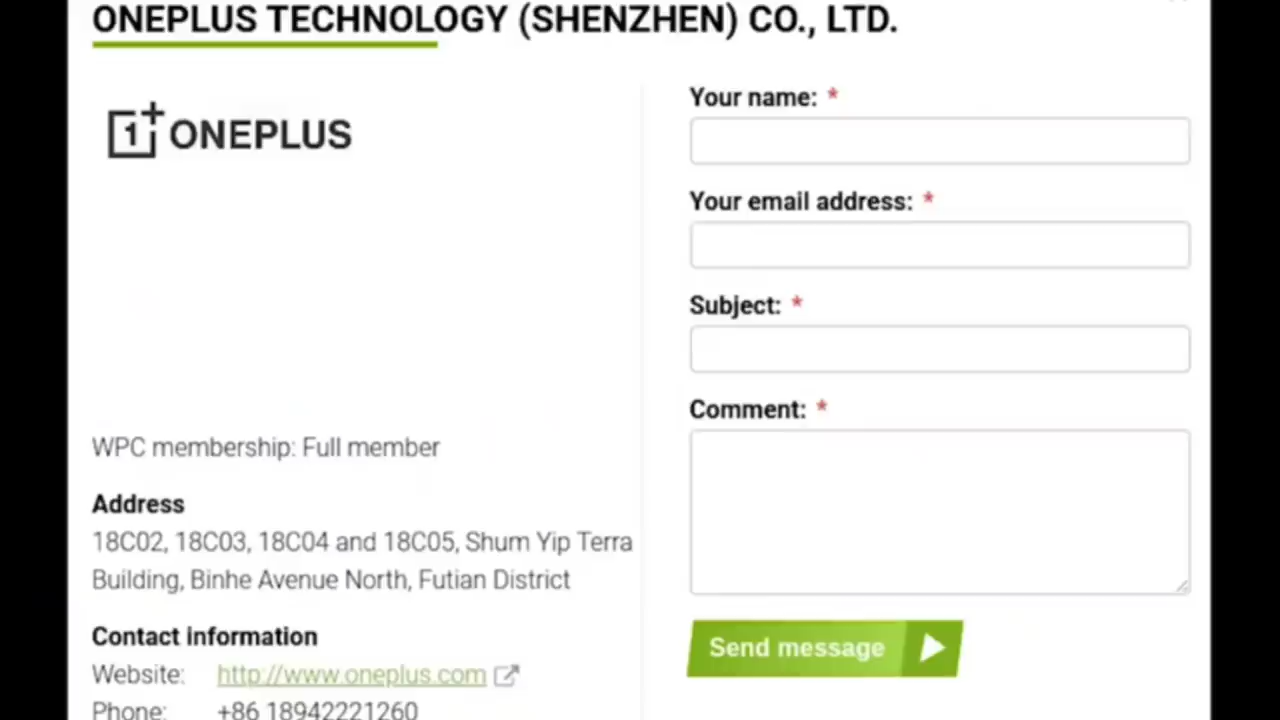 ONEPLUS TECHNOLOGY (SHENZHEN) CO., LTD.
1+ ONEPLUS
WPC membership: Full member
Address
18C02, 18C03, 18C04 and 18C05, Shum Yip Terra
Building, Binhe Avenue North, Futian District
Contact information
Website: http://www.oneplus.com
Phone: +86 18942221260
Your name: *
Your email address: *
Subject: *
Comment: *
Send message